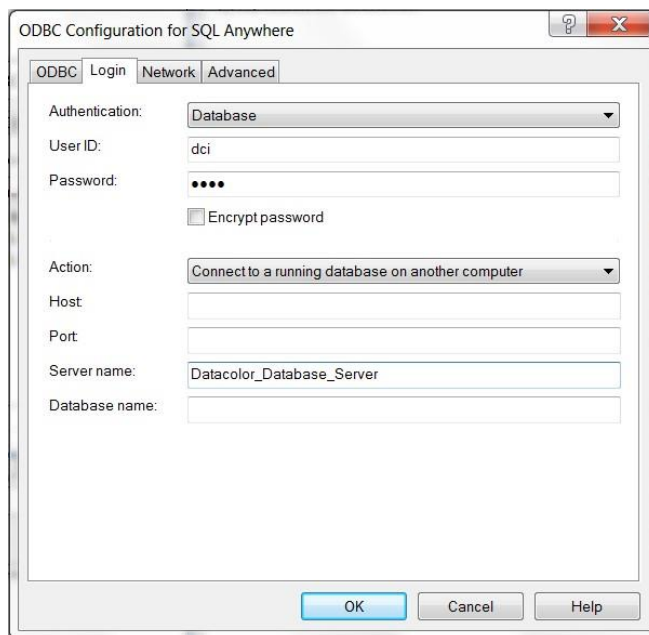 ODBC Configuration for SQL Anywhere
ODBC Login Network Advanced
Authentication: Database
User ID: dci
Password: ••••
Encrypt password
Action: Connect to a running database on another computer
Host:
Port:
Server name: Datacolor_Database_Server
Database name:
OK Cancel Help